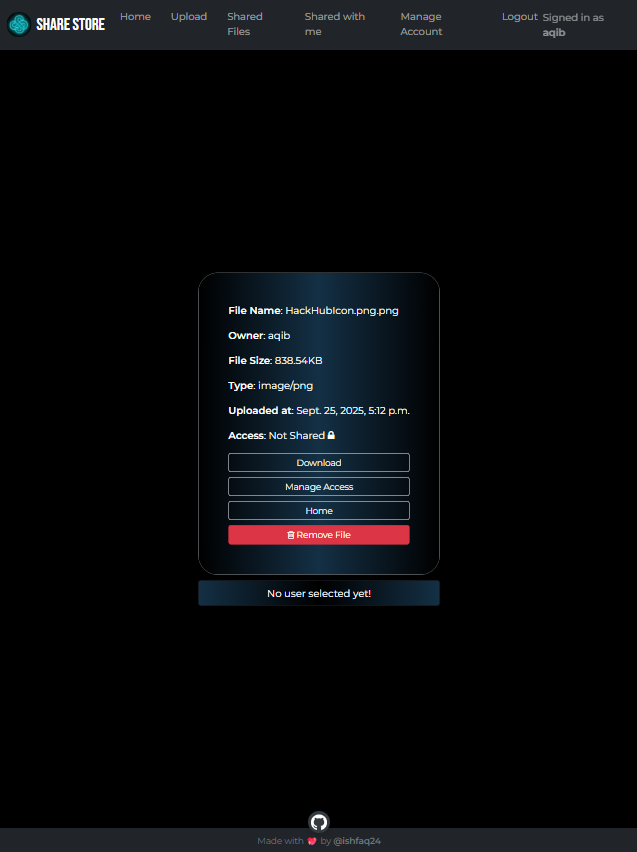 SHARE STORE
Home
Upload
Shared
Files
Shared with
me
Manage
Account
Logout
Signed in as
aqib
File Name: HackHubIcon.png.png
Owner: aqib
File Size: 838.54KB
Type: image/png
Uploaded at: Sept. 25, 2025, 5:12 p.m.
Access: Not Shared
Download
Manage Access
Home
Remove File
No user selected yet!
Made with 💖 by @ishfaq24